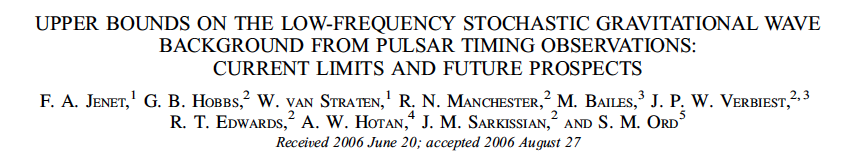 UPPER BOUNDS ON THE LOW-FREQUENCY STOCHASTIC GRAVITATIONAL WAVE
BACKGROUND FROM PULSAR TIMING OBSERVATIONS:
CURRENT LIMITS AND FUTURE PROSPECTS
F. A. Jenet,¹ G. B. Hobbs,² W. van Straten,¹ R. N. Manchester,² M. Bailes,³ J. P. W. Verbiest,²,³
R. T. Edwards,² A. W. Hotan,⁴ J. M. Sarkissian,² and S. M. Ord⁵
Received 2006 June 20; accepted 2006 August 27